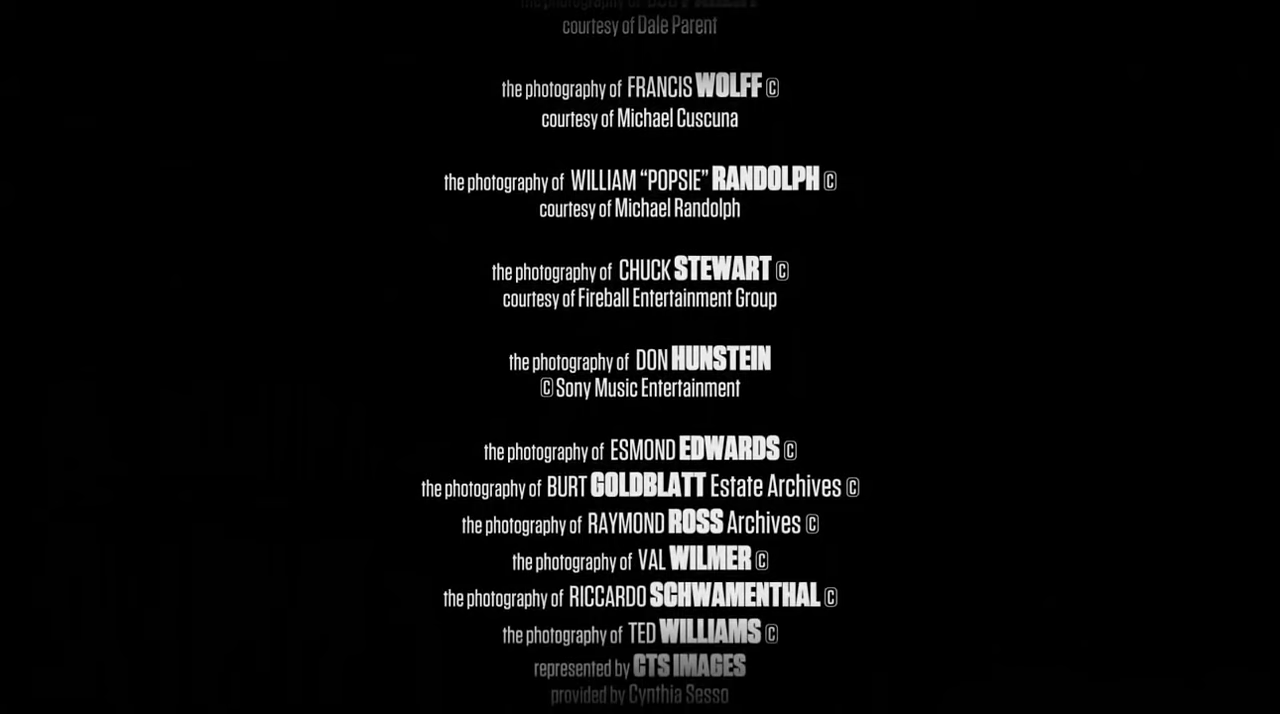 the photography of
courtesy of Dale Parent
the photography of FRANCIS WOLFF ©
courtesy of Michael Cuscuna
the photography of WILLIAM “POPSIE” RANDOLPH ©
courtesy of Michael Randolph
the photography of CHUCK STEWART ©
courtesy of Fireball Entertainment Group
the photography of DON HUNSTEIN
© Sony Music Entertainment
the photography of ESMOND EDWARDS ©
the photography of BURT GOLDBLATT Estate Archives ©
the photography of RAYMOND ROSS Archives ©
the photography of VAL WILMER ©
the photography of RICCARDO SCHWAMENTHAL ©
the photography of TED WILLIAMS ©
represented by CTS IMAGES
provided by Cynthia Sesso